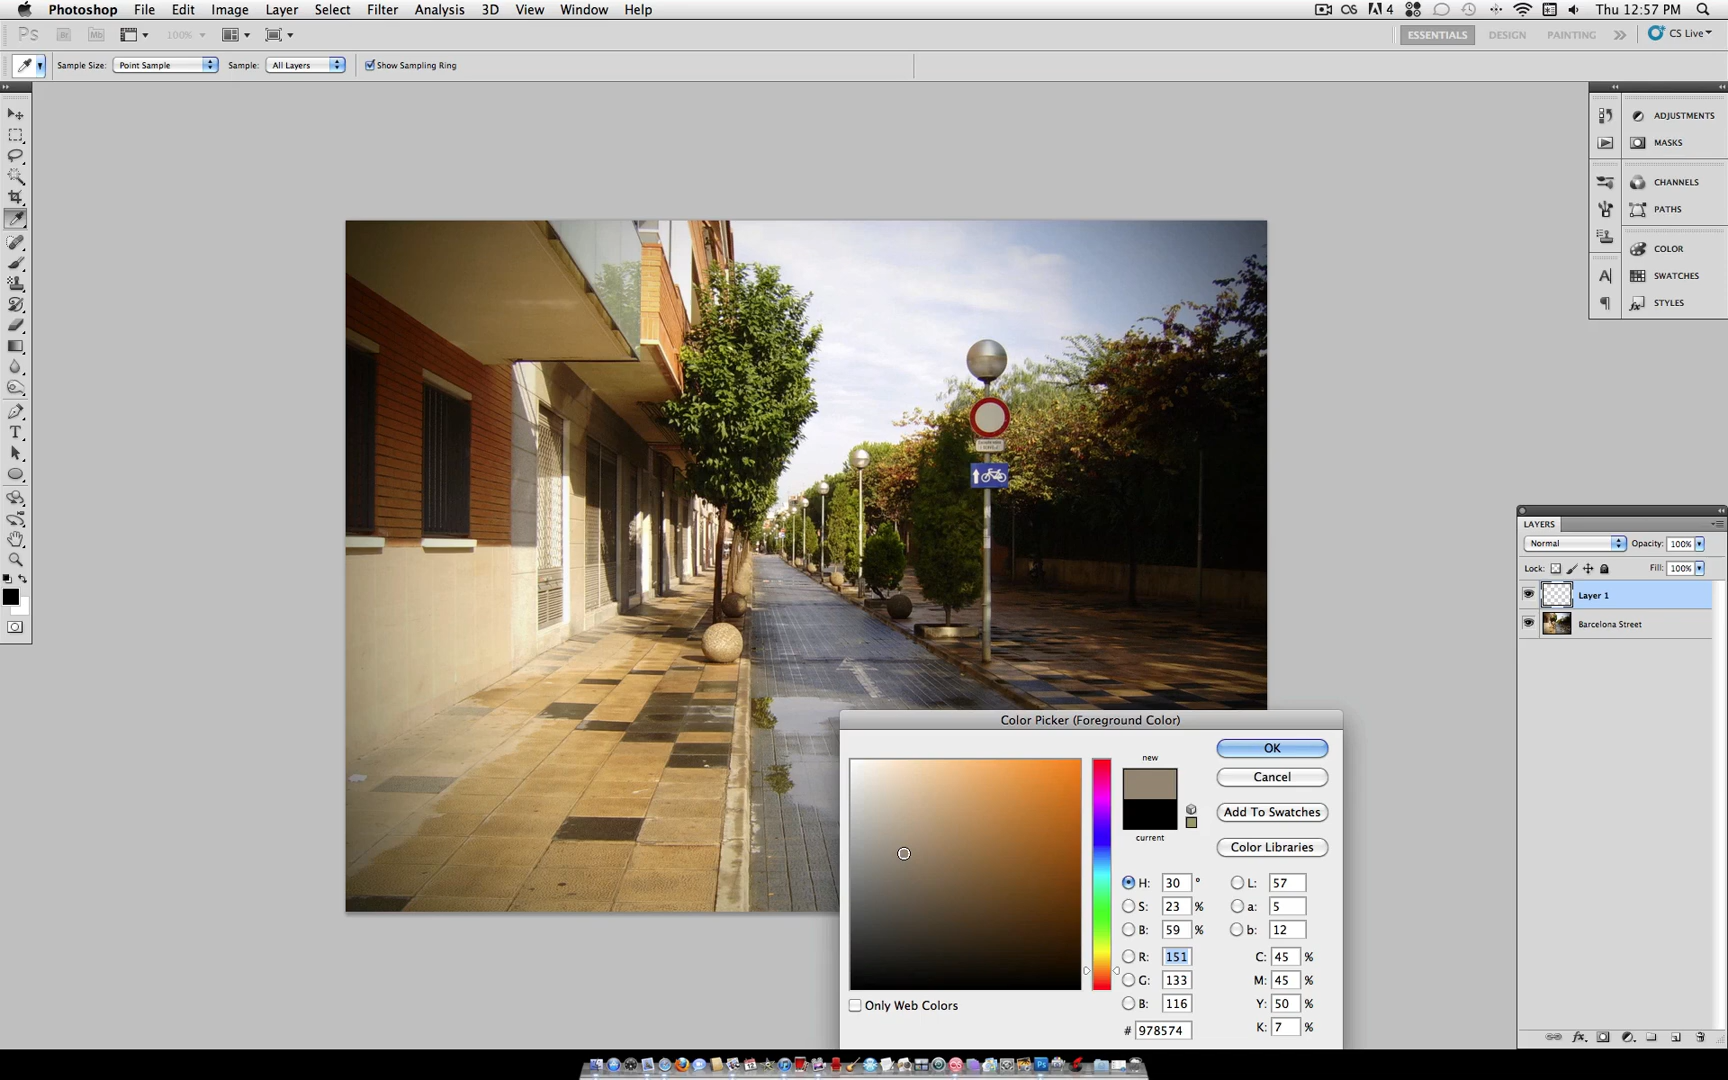 Photoshop File Edit Image Layer Select Filter Analysis 3D View Window Help 4 Thu 12:57 PM
Ps Br Mb 100% ESSENTIALS DESIGN PAINTING CS Live
Sample Size: Point Sample Sample: All Layers Show Sampling Ring
ADJUSTMENTS
MASKS
CHANNELS
PATHS
COLOR
SWATCHES
STYLES
LAYERS
Normal Opacity: 100%
Lock: Fill: 100%
Layer 1
Barcelona Street
Color Picker (Foreground Color)
new
current
OK
Cancel
Add To Swatches
Color Libraries
H: 30 ° L: 57
S: 23 % a: 5
B: 59 % b: 12
R: 151 C: 45 %
G: 133 M: 45 %
B: 116 Y: 50 %
# 978574 K: 7 %
Only Web Colors